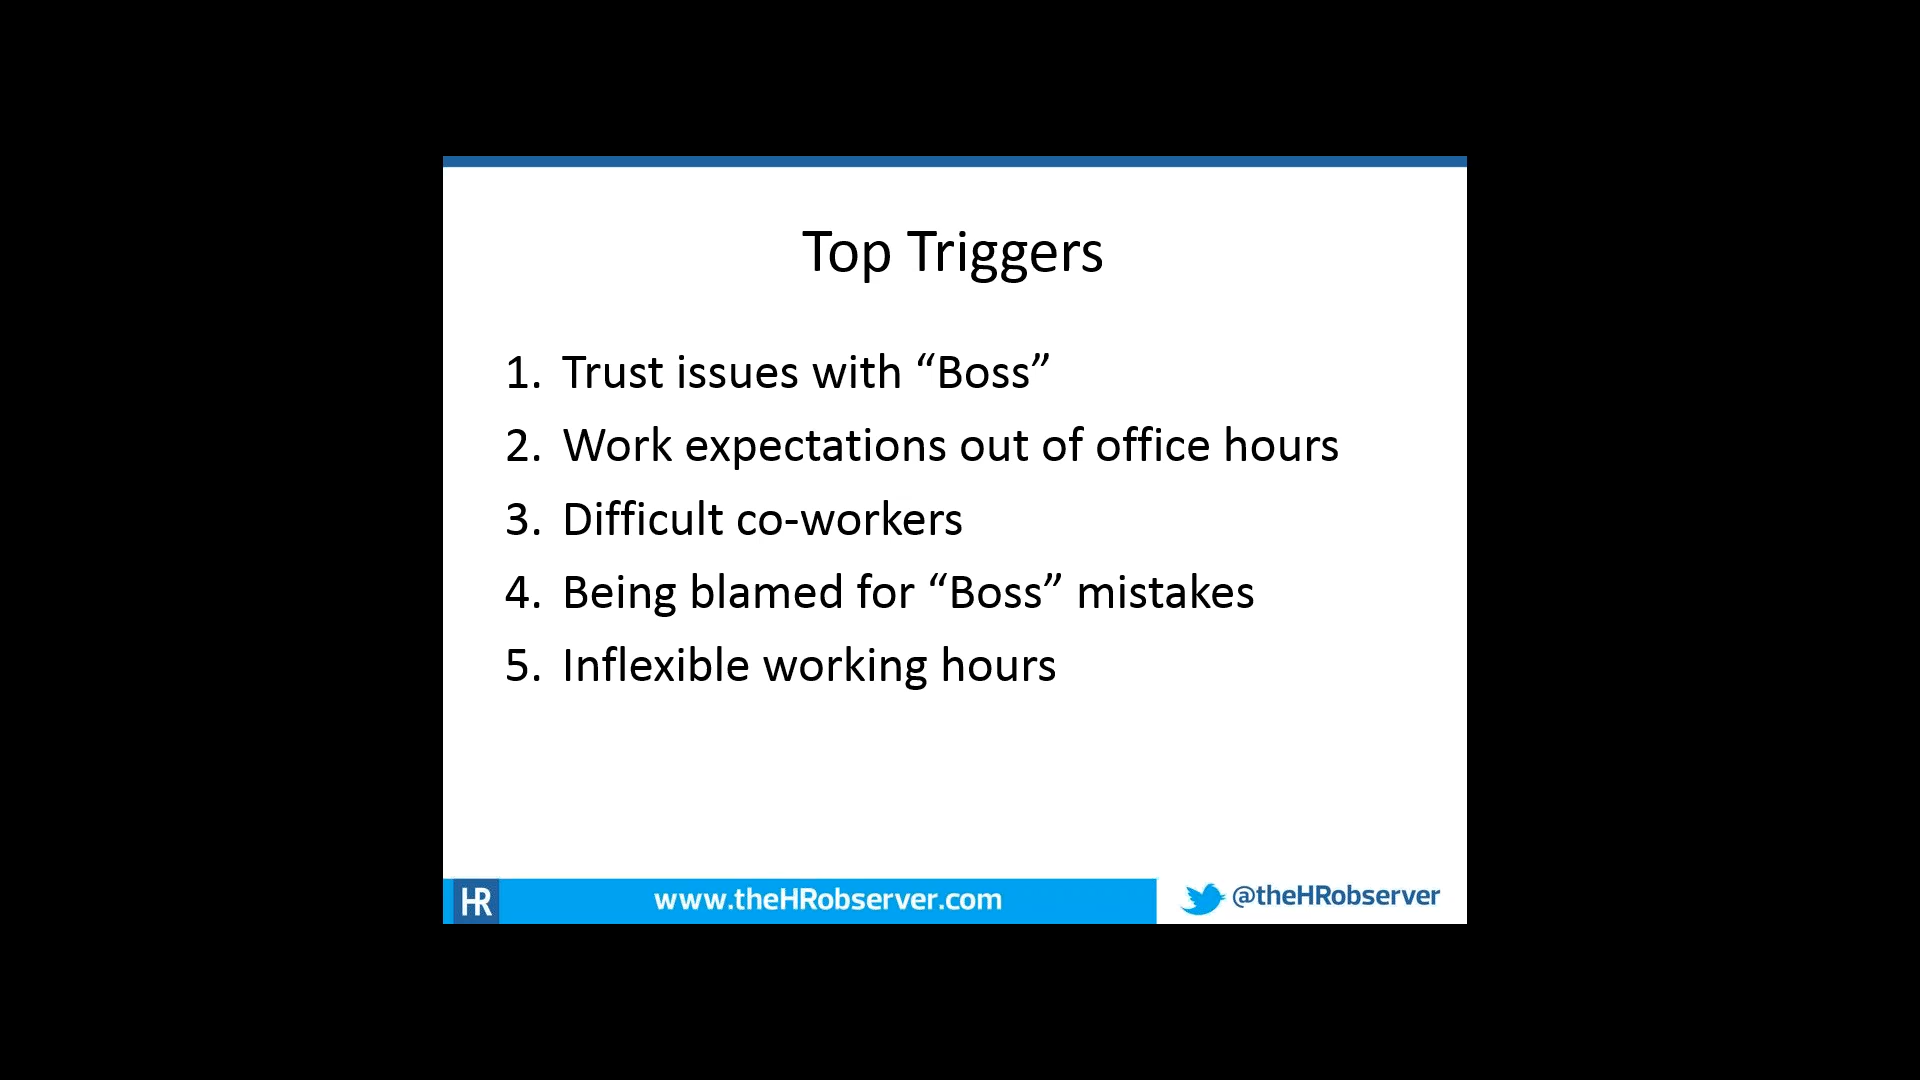 Top Triggers
1. Trust issues with “Boss”
2. Work expectations out of office hours
3. Difficult co-workers
4. Being blamed for “Boss” mistakes
5. Inflexible working hours
HR www.theHRobserver.com @theHRobserver